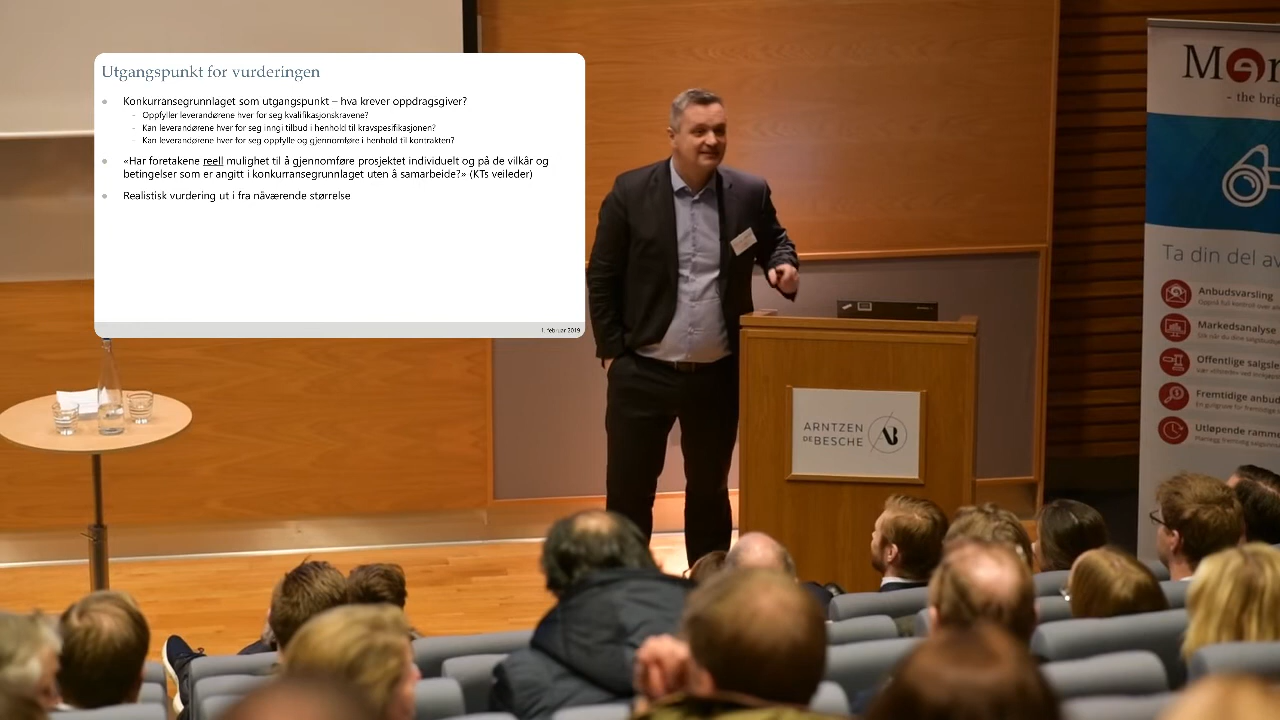 Utgangspunkt for vurderingen
Konkurransegrunnlaget som utgangspunkt – hva krever oppdragsgiver?
- Oppfyller leverandørene hver for seg kvalifikasjonskravene?
- Kan leverandørene hver for seg inngi tilbud i henhold til kravspesifikasjonen?
- Kan leverandørene hver for seg oppfylle og gjennomføre i henhold til kontrakten?
«Har foretakene reell mulighet til å gjennomføre prosjektet individuelt og på de vilkår og
betingelser som er angitt i konkurransegrunnlaget uten å samarbeide?» (KTs veileder)
Realistisk vurdering ut i fra nåværende størrelse
1. februar 2019
ARNTZEN
DE BESCHE
AB
- the brig
Ta din del av
Anbudsvarsling
Markedsanalyse
Offentlige salgsle
Fremtidige anbud
Utløpende ramme